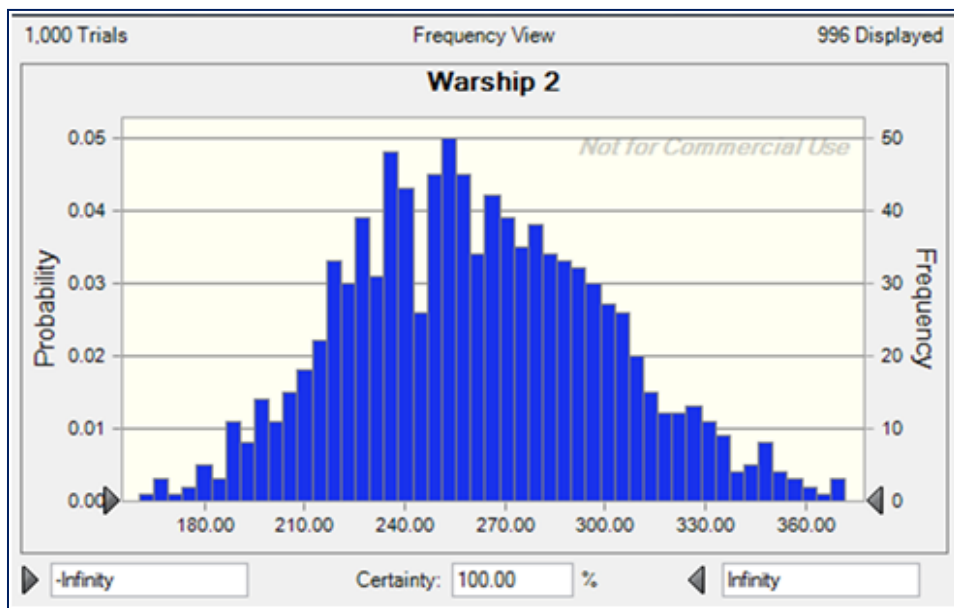 1,000 Trials Frequency View 996 Displayed
Warship 2
Not for Commercial Use
Probability
Frequency
0.05 50
0.04 40
0.03 30
0.02 20
0.01 10
0.00 0
180.00 210.00 240.00 270.00 300.00 330.00 360.00
-Infinity Certainty: 100.00 % Infinity